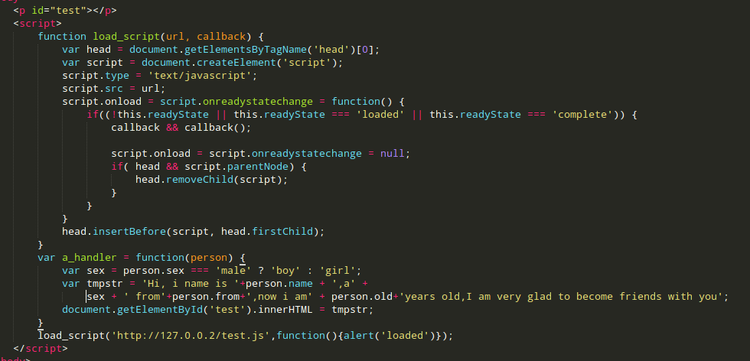 <p id="test"></p>
<script>
function load_script(url, callback) {
var head = document.getElementsByTagName('head')[0];
var script = document.createElement('script');
script.type = 'text/javascript';
script.src = url;
script.onload = script.onreadystatechange = function() {
if((!this.readyState || this.readyState === 'loaded' || this.readyState === 'complete')) {
callback && callback();
script.onload = script.onreadystatechange = null;
if( head && script.parentNode) {
head.removeChild(script);
}
}
}
head.insertBefore(script, head.firstChild);
}
var a_handler = function(person) {
var sex = person.sex === 'male' ? 'boy' : 'girl';
var tmpstr = 'Hi, i name is '+person.name + ',a' +
sex + ' from'+person.from+',now i am' + person.old+'years old,I am very glad to become friends with you';
document.getElementById('test').innerHTML = tmpstr;
}
load_script('http://127.0.0.2/test.js',function(){alert('loaded')});
</script>